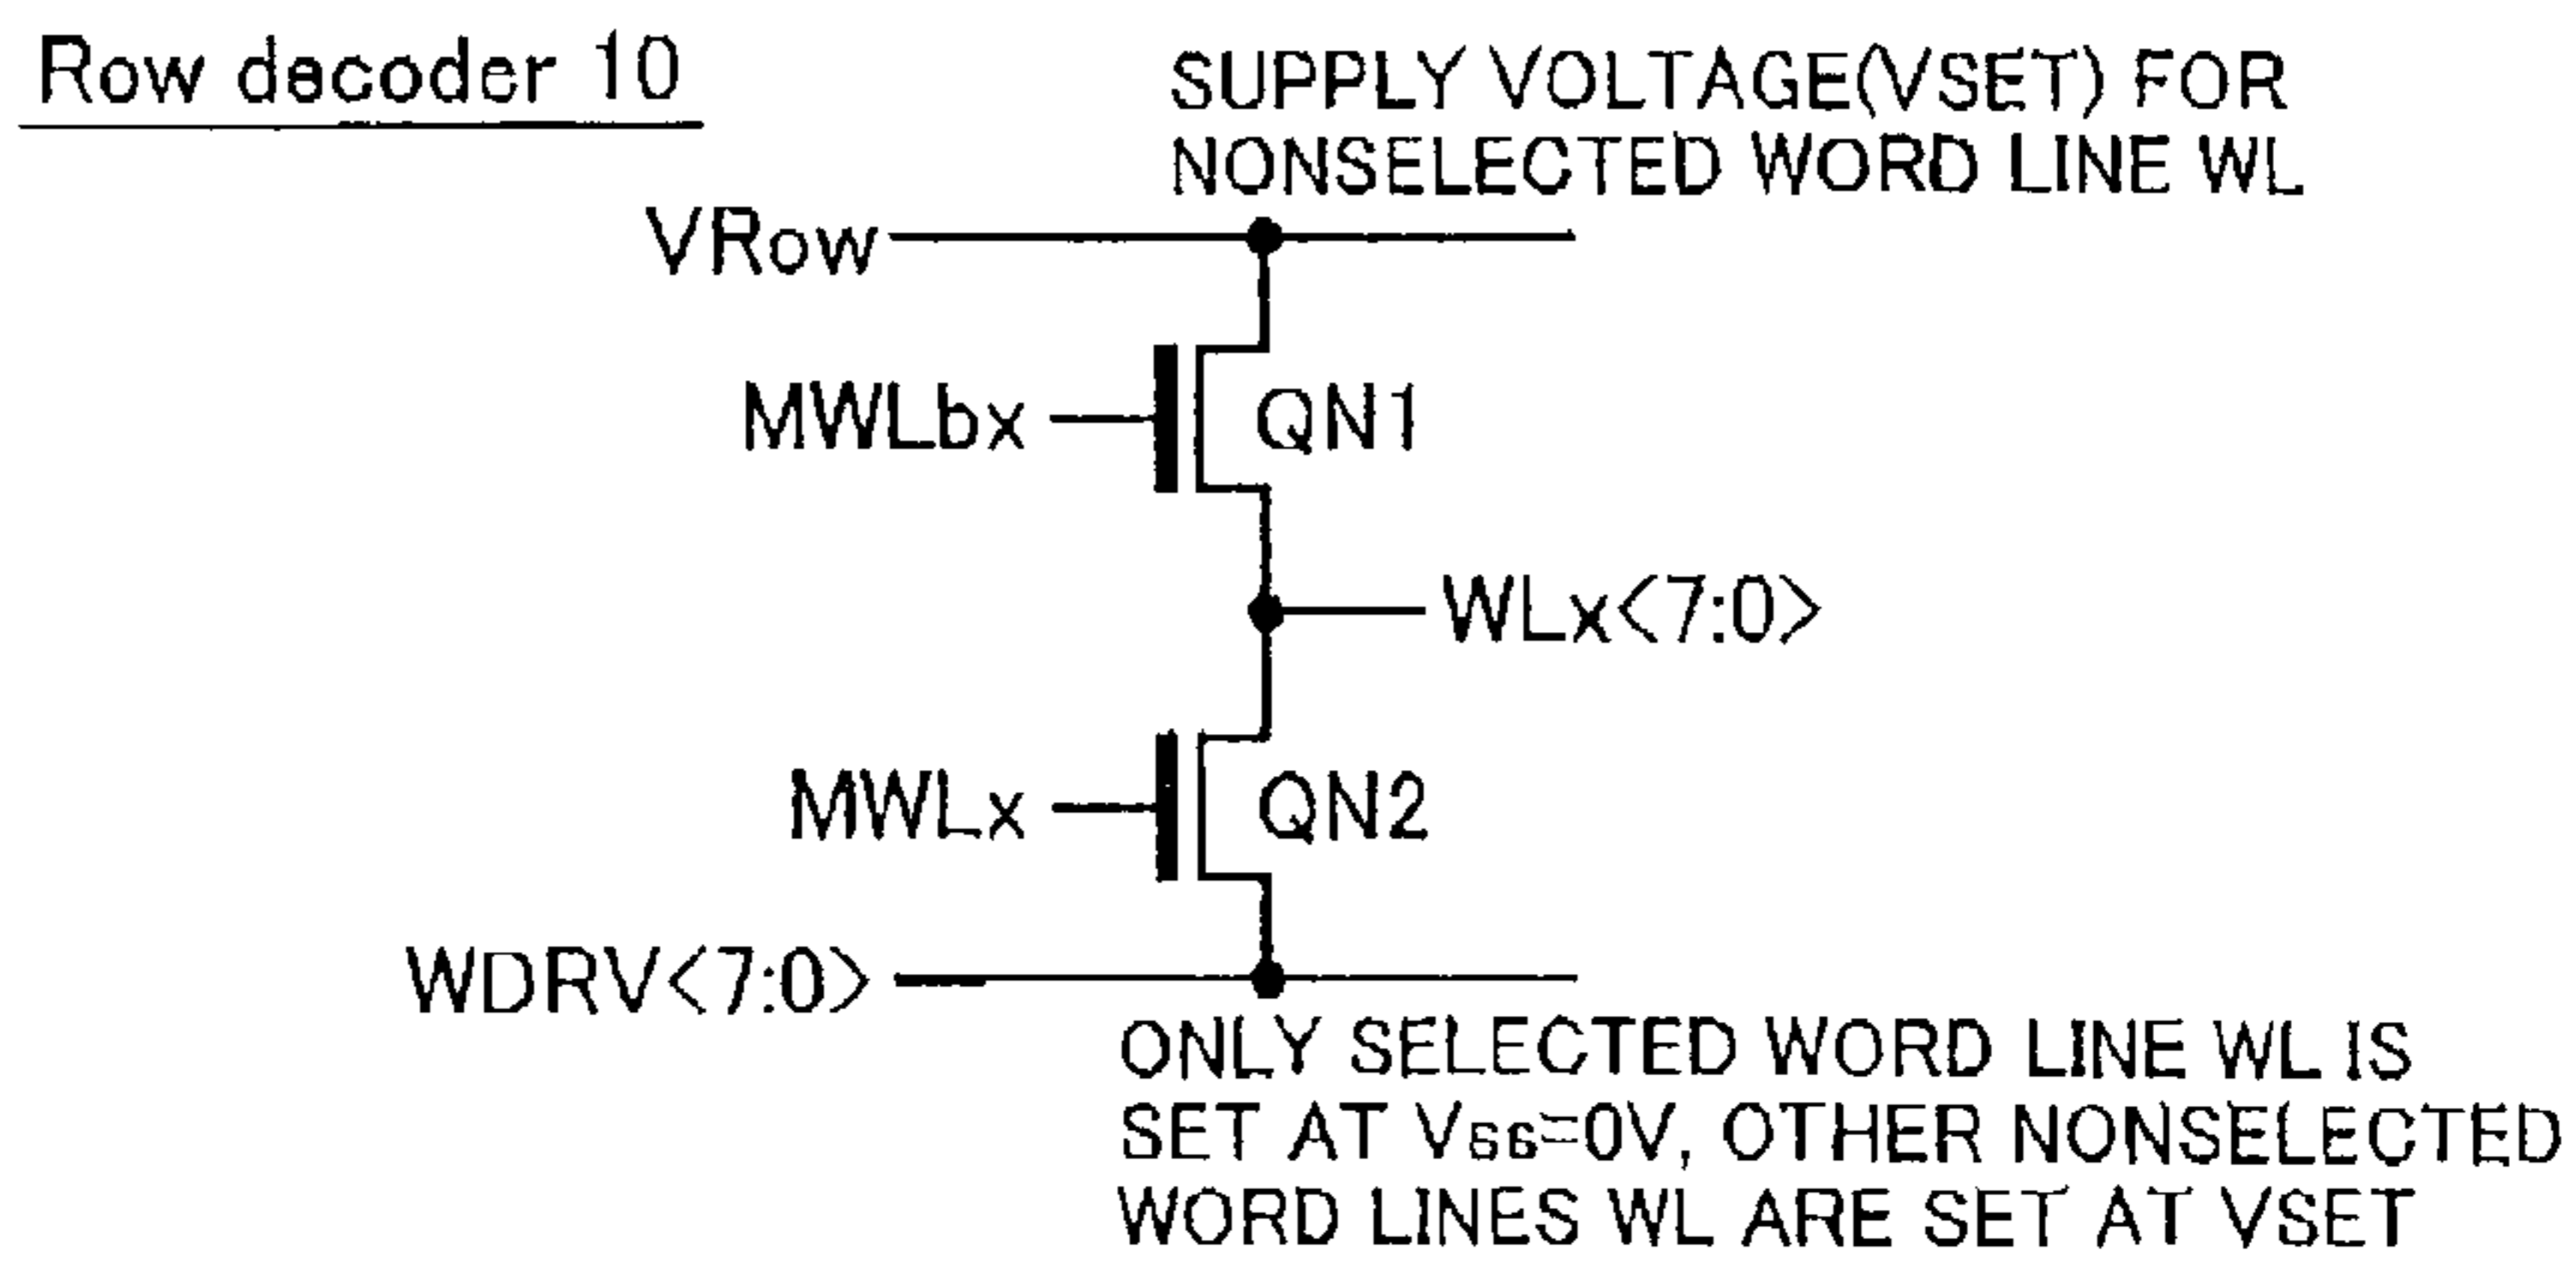 Row decoder 10
SUPPLY VOLTAGE(VSET) FOR
NONSELECTED WORD LINE WL
VRow
MWLbx
QN1
WLx<7:0>
MWLx
QN2
WDRV<7:0>
ONLY SELECTED WORD LINE WL IS
SET AT Vss=0V, OTHER NONSELECTED
WORD LINES WL ARE SET AT VSET